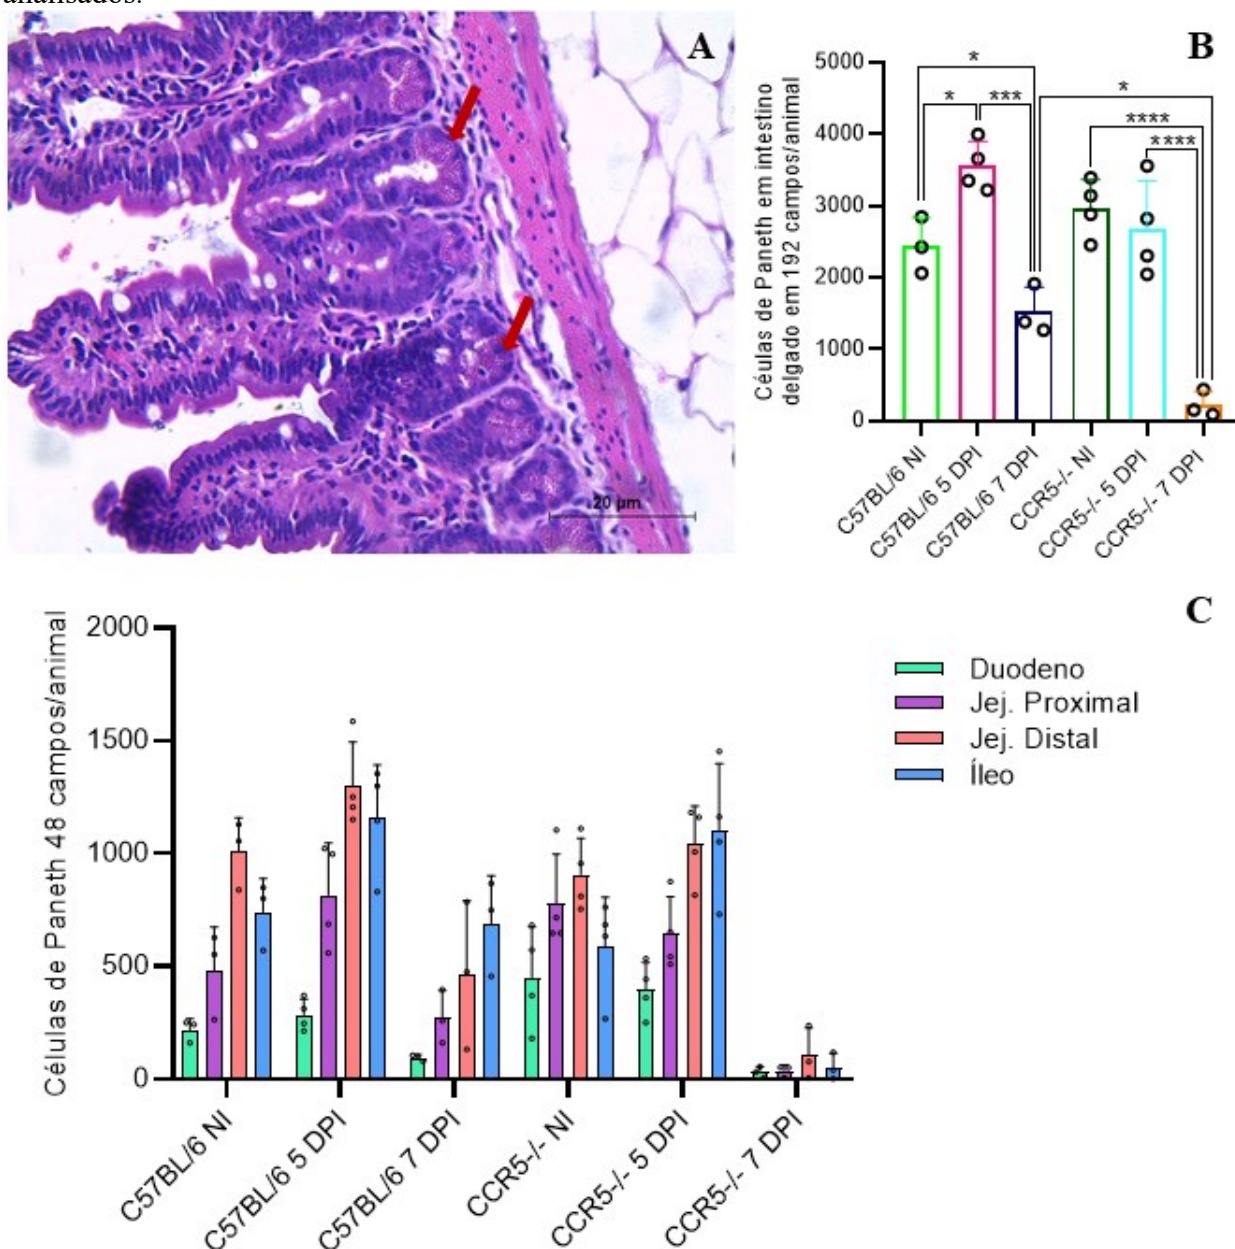 analisados.
A
20 µm
B
Céulas de Paneth em intestino
delgado em 192 campos/animal
5000
4000
3000
2000
1000
0
*
*
***
*
****
****
C57BL/6 NI
C57BL/6 5 DPI
C57BL/6 7 DPI
CCR5-/- NI
CCR5-/- 5 DPI
CCR5-/- 7 DPI
C
Células de Paneth 48 campos/animal
2000
1500
1000
500
0
C57BL/6 NI
C57BL/6 5 DPI
C57BL/6 7 DPI
CCR5-/- NI
CCR5-/- 5 DPI
CCR5-/- 7 DPI
Duodeno
Jej. Proximal
Jej. Distal
Íleo